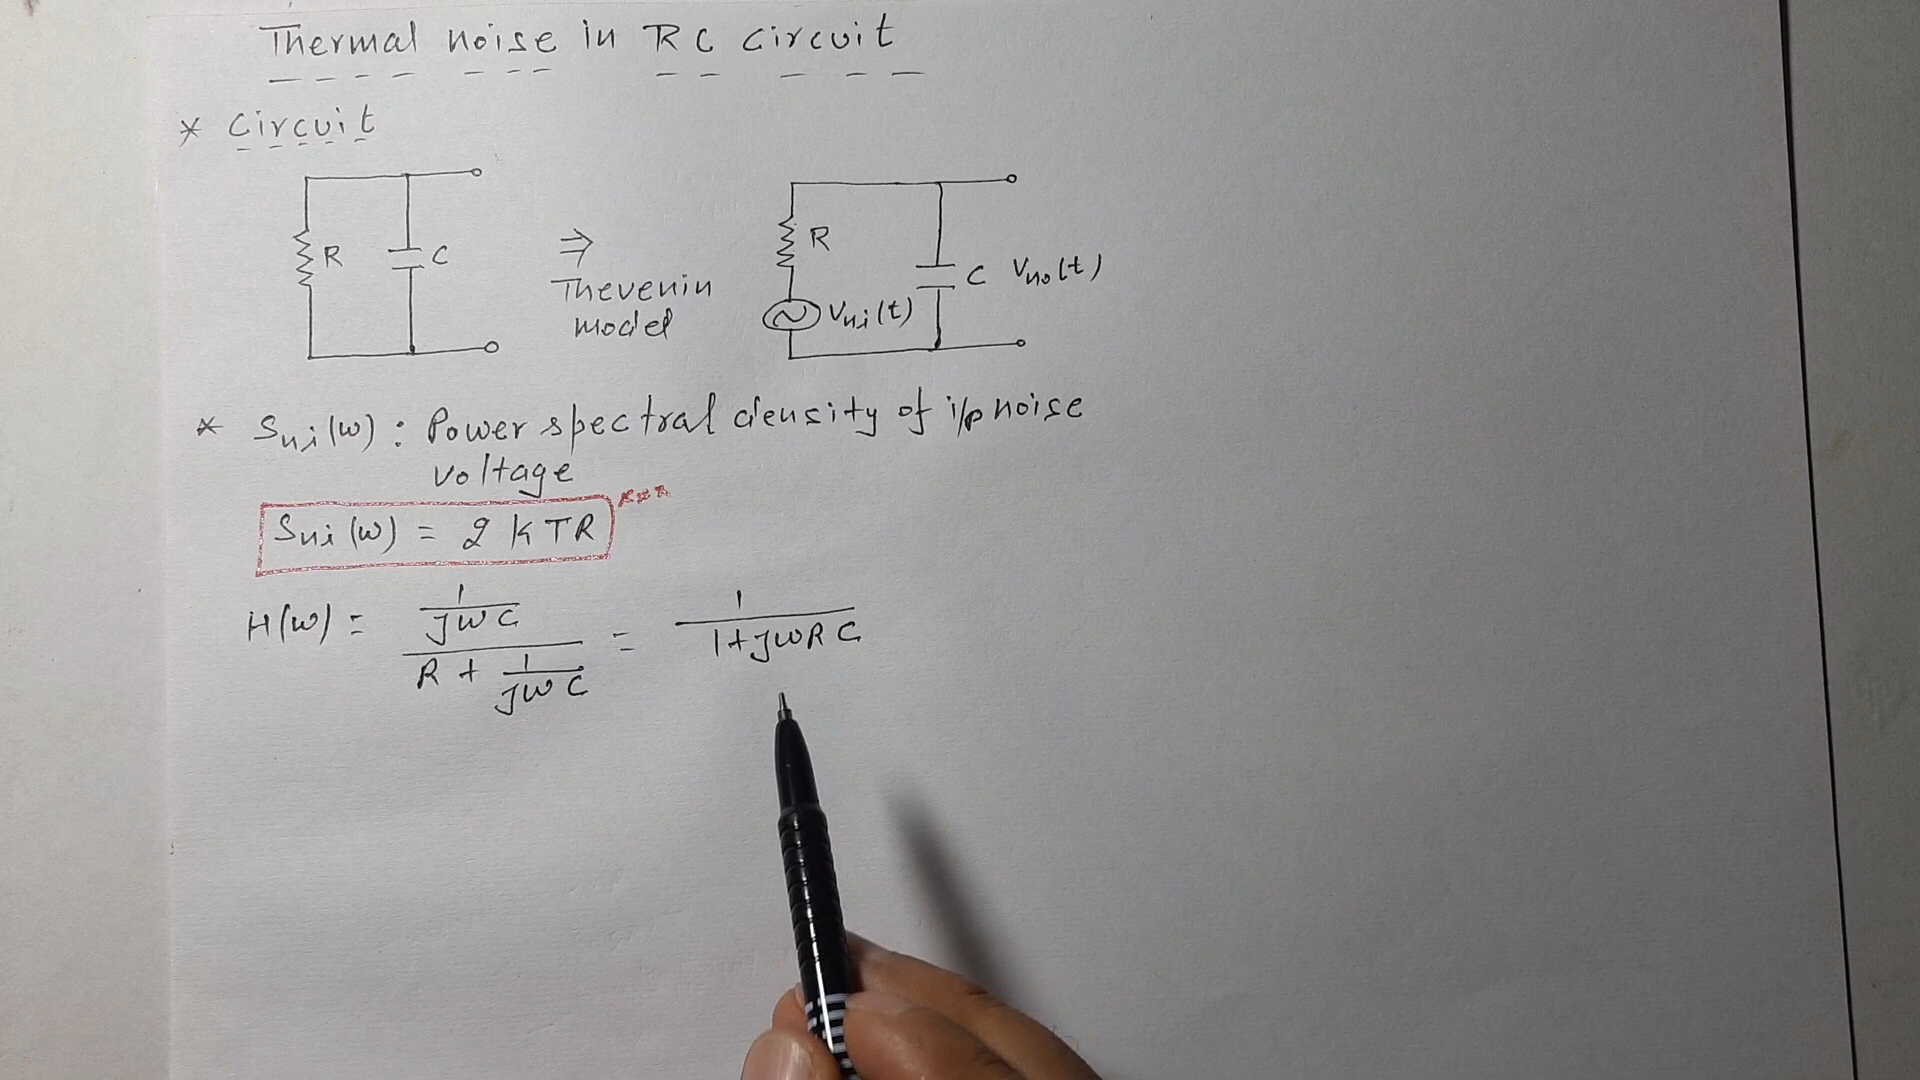 Thermal noise in RC circuit
* Circuit
R
C
⇒
Thevenin
model
R
Vni(t)
C
Vno(t)
* Sni(ω) : Power spectral density of i/p noise
voltage
Sni(ω) = 2 KTR ***
H(ω) = (1/jωC) / (R + 1/jωC) = 1 / (1+jωRC)